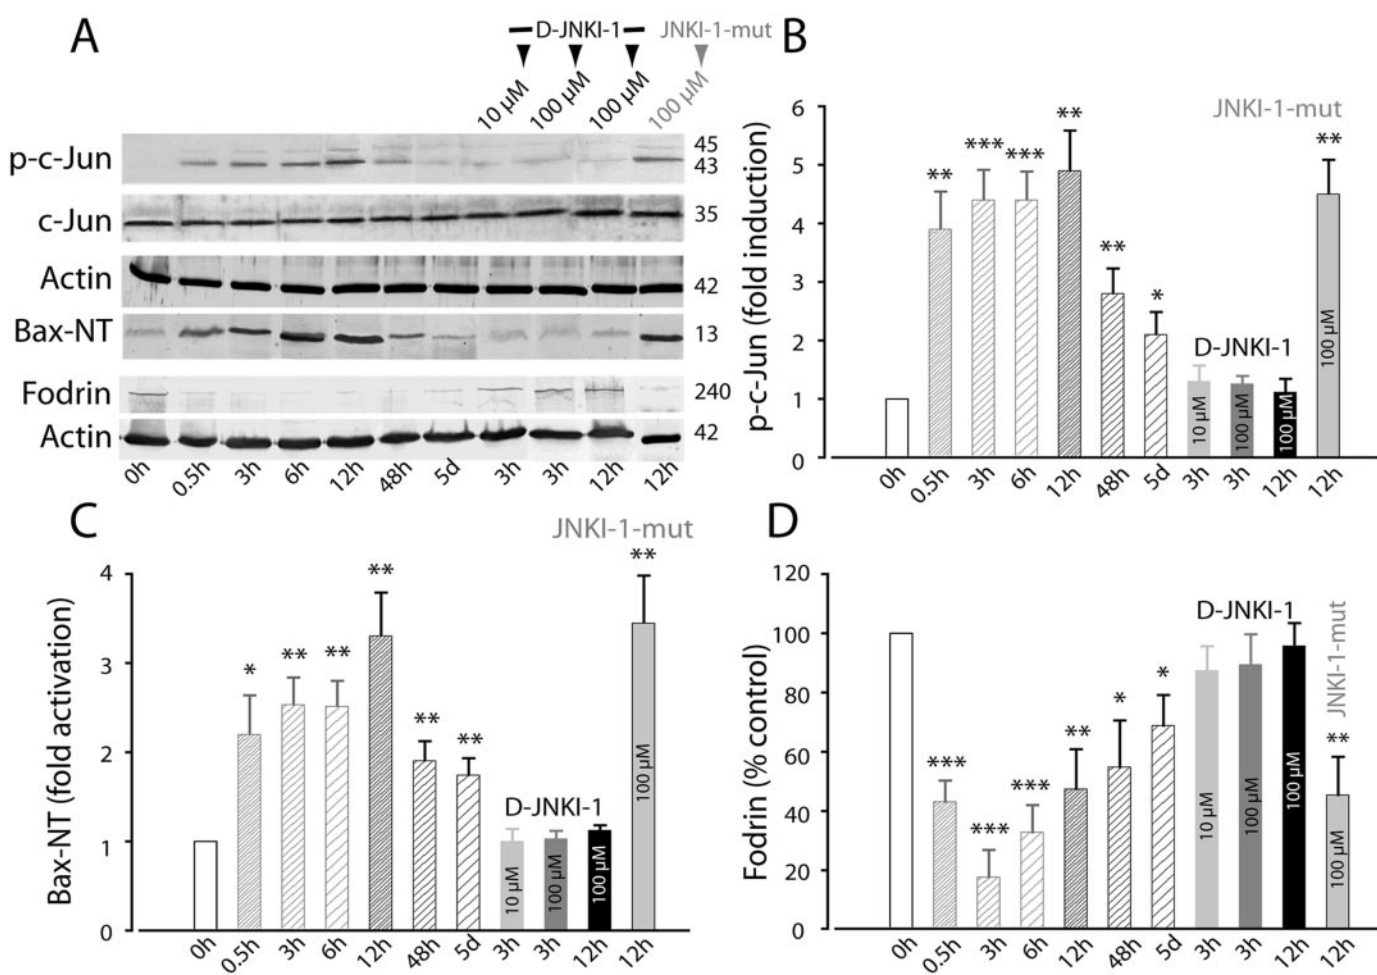 A
D-JNKI-1 JNKI-1-mut
10 µM 100 µM 100 µM 100 µM
p-c-Jun 45
43
c-Jun 35
Actin 42
Bax-NT 13
Fodrin 240
Actin 42
0h 0.5h 3h 6h 12h 48h 5d 3h 3h 12h 12h
B
JNKI-1-mut
p-c-Jun (fold induction)
6
5
4
3
2
1
0
** *** *** ** ** * **
D-JNKI-1
10 µM 100 µM 100 µM 100 µM
0h 0.5h 3h 6h 12h 48h 5d 3h 3h 12h 12h
C
JNKI-1-mut
Bax-NT (fold activation)
4
3
2
1
0
* ** ** ** ** ** **
D-JNKI-1
10 µM 100 µM 100 µM 100 µM
0h 0.5h 3h 6h 12h 48h 5d 3h 3h 12h 12h
D
Fodrin (% control)
120
100
80
60
40
20
0
*** *** *** ** * * **
D-JNKI-1
JNKI-1-mut
10 µM 100 µM 100 µM 100 µM
0h 0.5h 3h 6h 12h 48h 5d 3h 3h 12h 12h